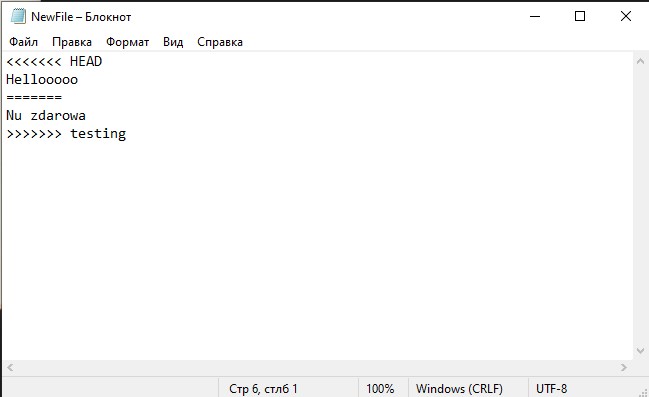 NewFile – Блокнот
Файл Правка Формат Вид Справка
<<<<<<< HEAD
Hellooooo
=======
Nu zdarowa
>>>>>>> testing
Стр 6, стлб 1 100% Windows (CRLF) UTF-8